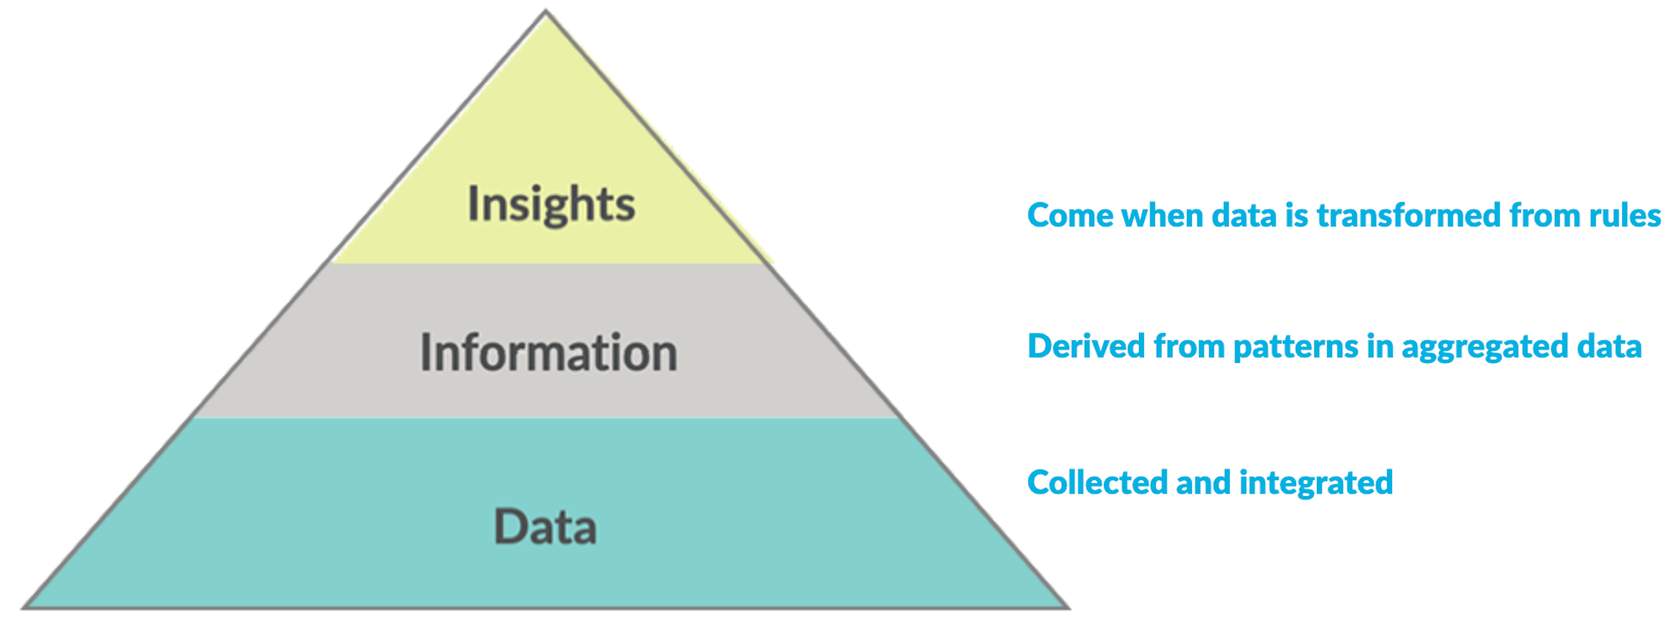 Insights
Come when data is transformed from rules
Information
Derived from patterns in aggregated data
Data
Collected and integrated